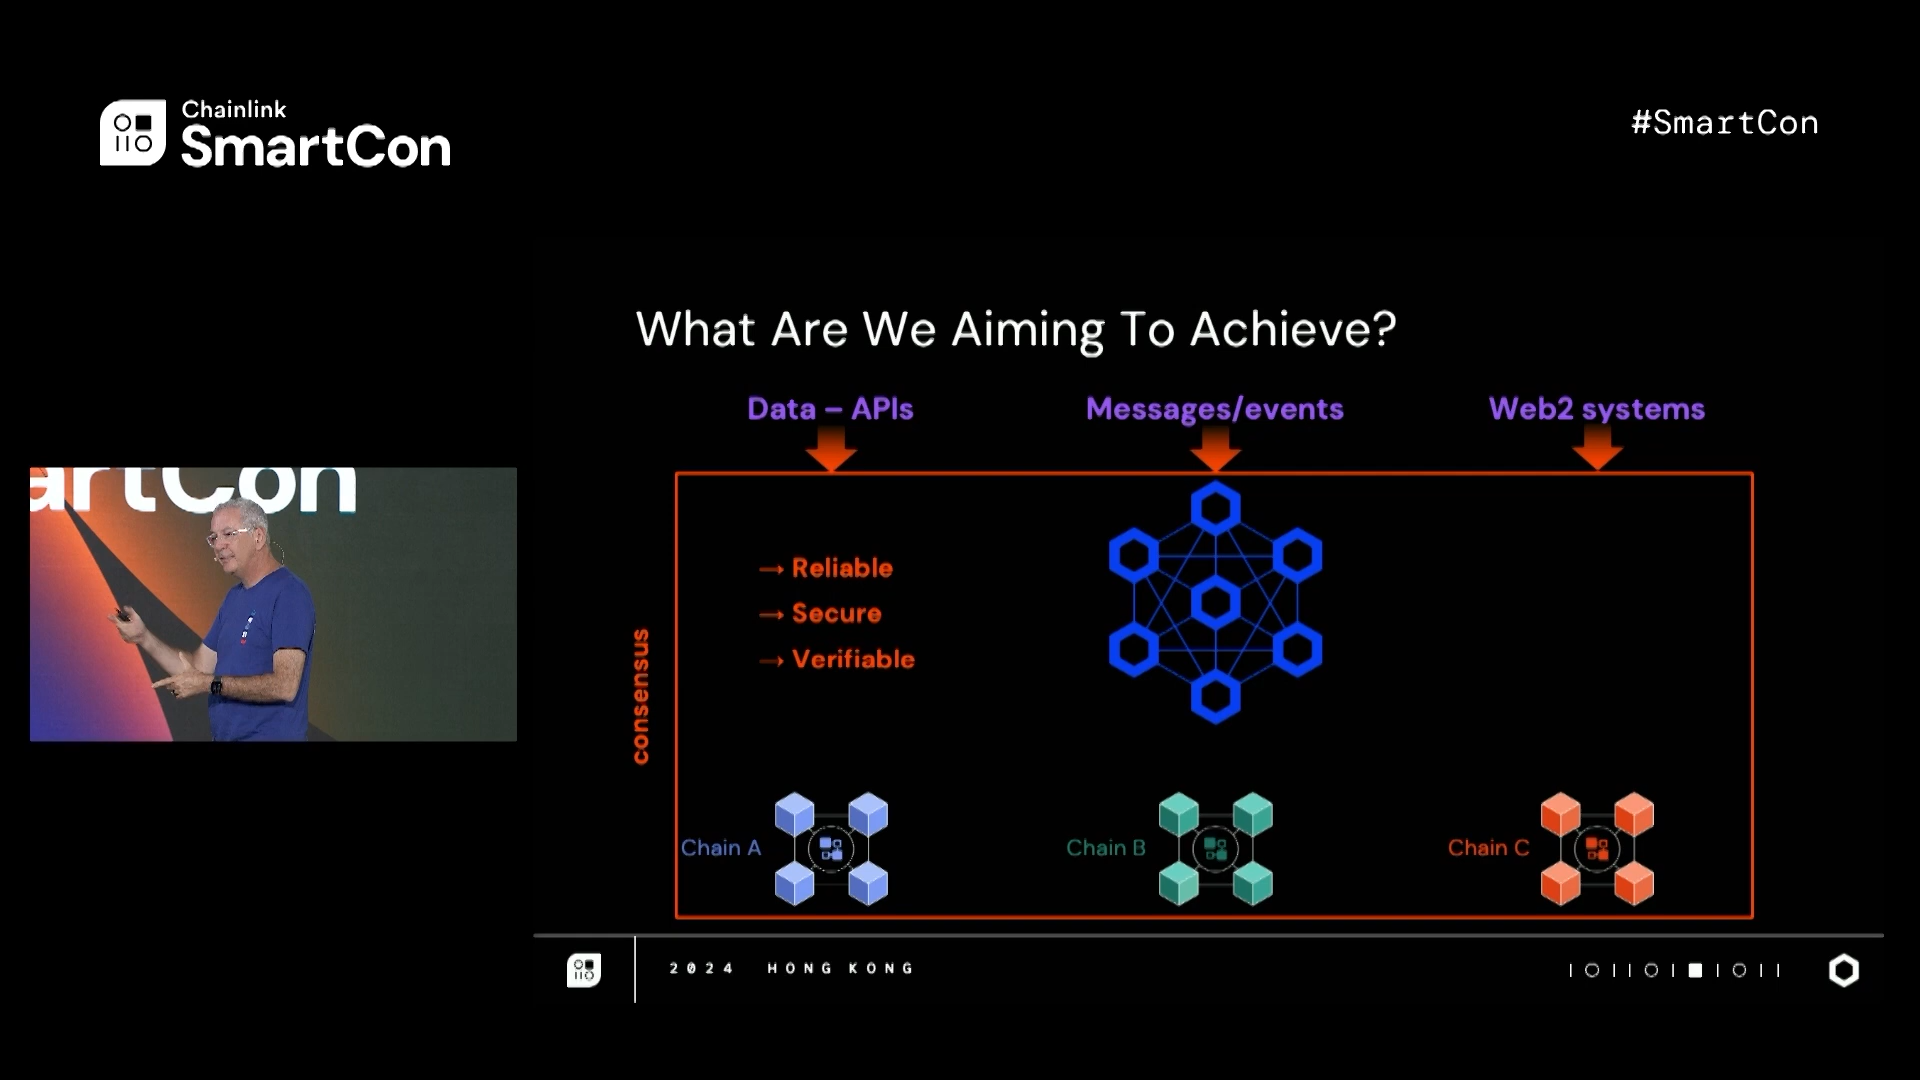 Chainlink
SmartCon
#SmartCon
What Are We Aiming To Achieve?
Data – APIs
Messages/events
Web2 systems
artCon
→ Reliable
→ Secure
→ Verifiable
consensus
Chain A
Chain B
Chain C
2024 HONG KONG